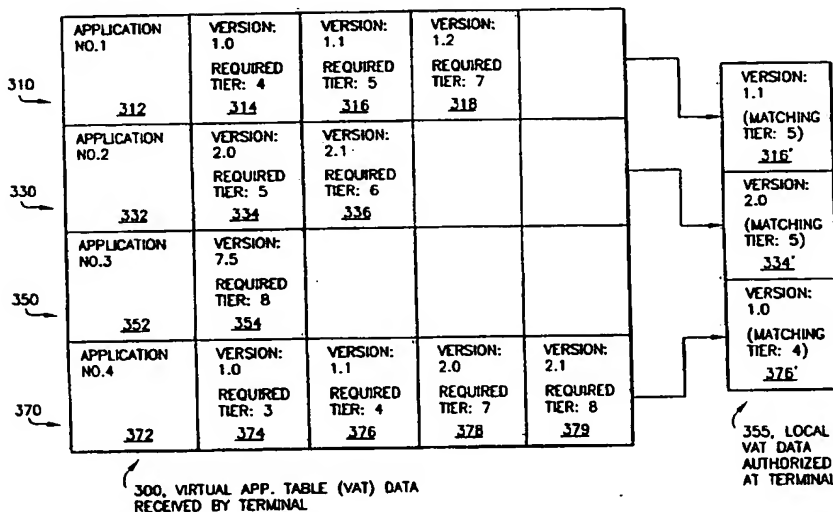 APPLICATION
NO.1
312
VERSION:
1.0
REQUIRED
TIER: 4
314
VERSION:
1.1
REQUIRED
TIER: 5
316
VERSION:
1.2
REQUIRED
TIER: 7
318
310
APPLICATION
NO.2
332
VERSION:
2.0
REQUIRED
TIER: 5
334
VERSION:
2.1
REQUIRED
TIER: 6
336
330
APPLICATION
NO.3
352
VERSION:
7.5
REQUIRED
TIER: 8
354
350
APPLICATION
NO.4
372
VERSION:
1.0
REQUIRED
TIER: 3
374
VERSION:
1.1
REQUIRED
TIER: 4
376
VERSION:
2.0
REQUIRED
TIER: 7
378
VERSION:
2.1
REQUIRED
TIER: 8
379
370
300, VIRTUAL APP. TABLE (VAT) DATA
RECEIVED BY TERMINAL
VERSION:
1.1
(MATCHING
TIER: 5)
316'
VERSION:
2.0
(MATCHING
TIER: 5)
334'
VERSION:
1.0
(MATCHING
TIER: 4)
376'
355, LOCAL
VAT DATA
AUTHORIZED
AT TERMINAL